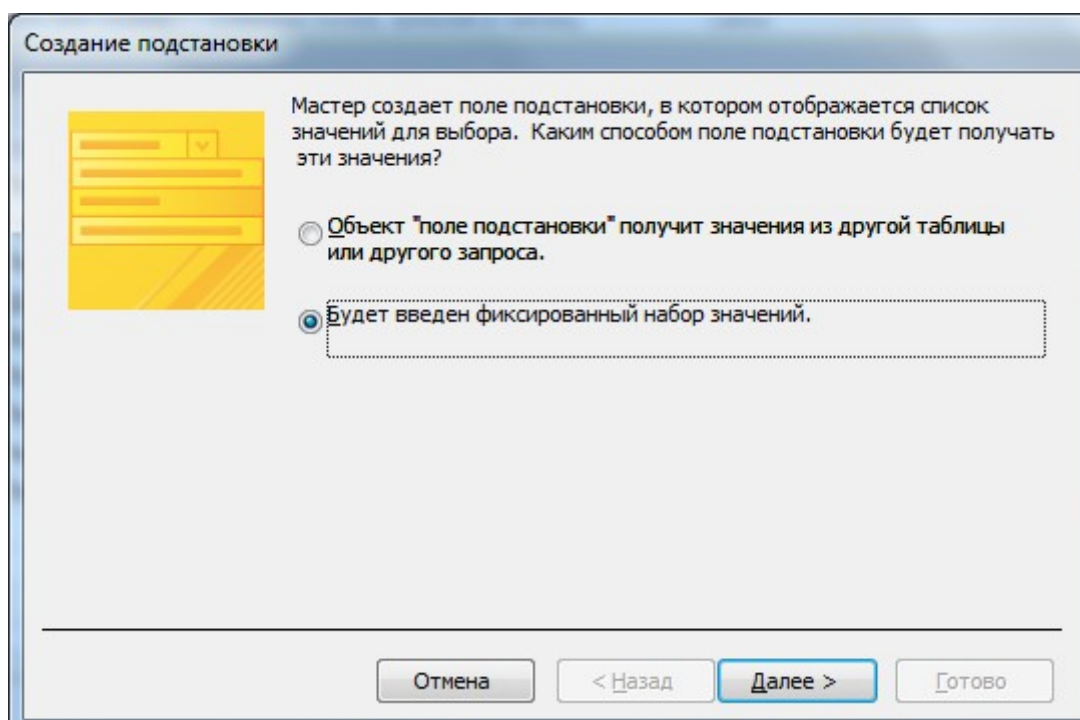 Создание подстановки
Мастер создает поле подстановки, в котором отображается список
значений для выбора. Каким способом поле подстановки будет получать
эти значения?
Объект "поле подстановки" получит значения из другой таблицы
или другого запроса.
Будет введен фиксированный набор значений.
Отмена
< Назад
Далее >
Готово